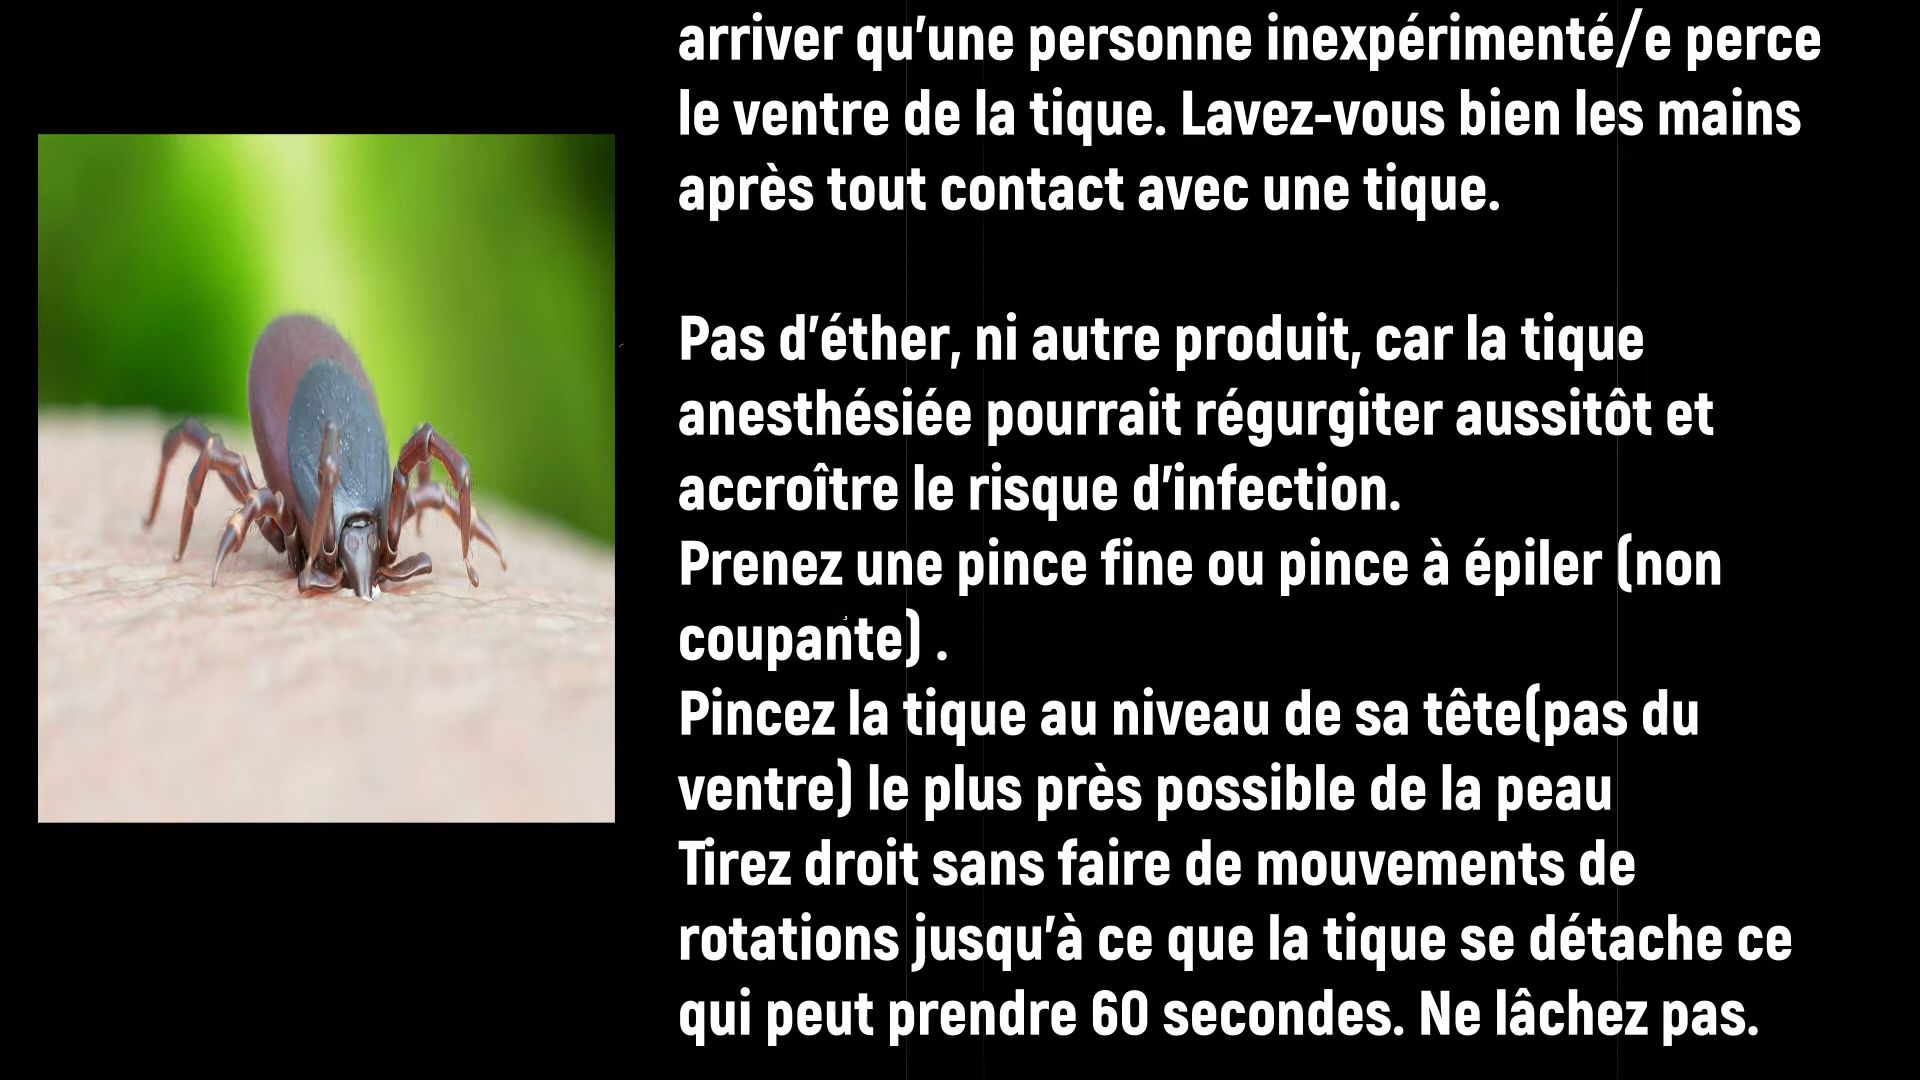 arriver qu'une personne inexpérimenté/e perce
le ventre de la tique. Lavez-vous bien les mains
après tout contact avec une tique.
Pas d'éther, ni autre produit, car la tique
anesthésiée pourrait régurgiter aussitôt et
accroître le risque d'infection.
Prenez une pince fine ou pince à épiler (non
coupante) .
Pincez la tique au niveau de sa tête(pas du
ventre) le plus près possible de la peau
Tirez droit sans faire de mouvements de
rotations jusqu'à ce que la tique se détache ce
qui peut prendre 60 secondes. Ne lâchez pas.